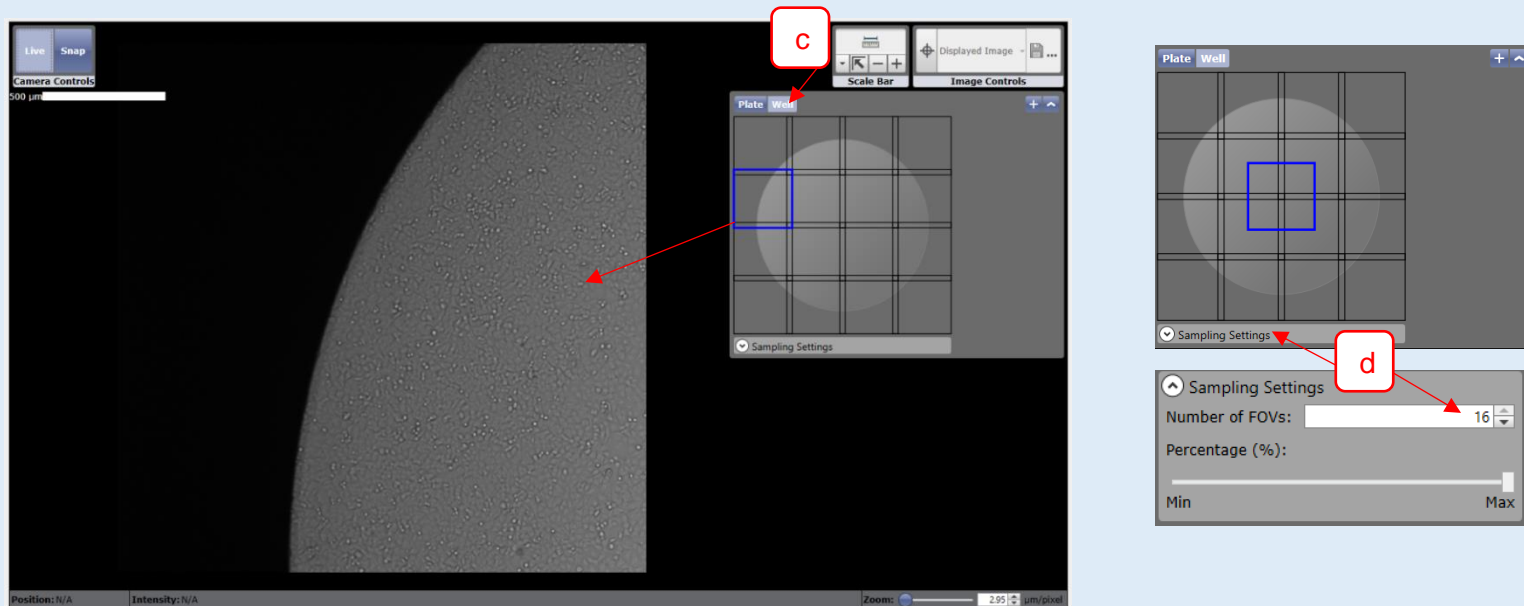 Live Snap
Camera Controls
500 µm
c
Scale Bar
Displayed Image
...
Image Controls
Plate Well
+
Sampling Settings
Position: N/A Intensity: N/A Zoom: 2.95 µm/pixel
Plate Well
+
Sampling Settings
d
Sampling Settings
Number of FOVs: 16
Percentage (%):
Min Max